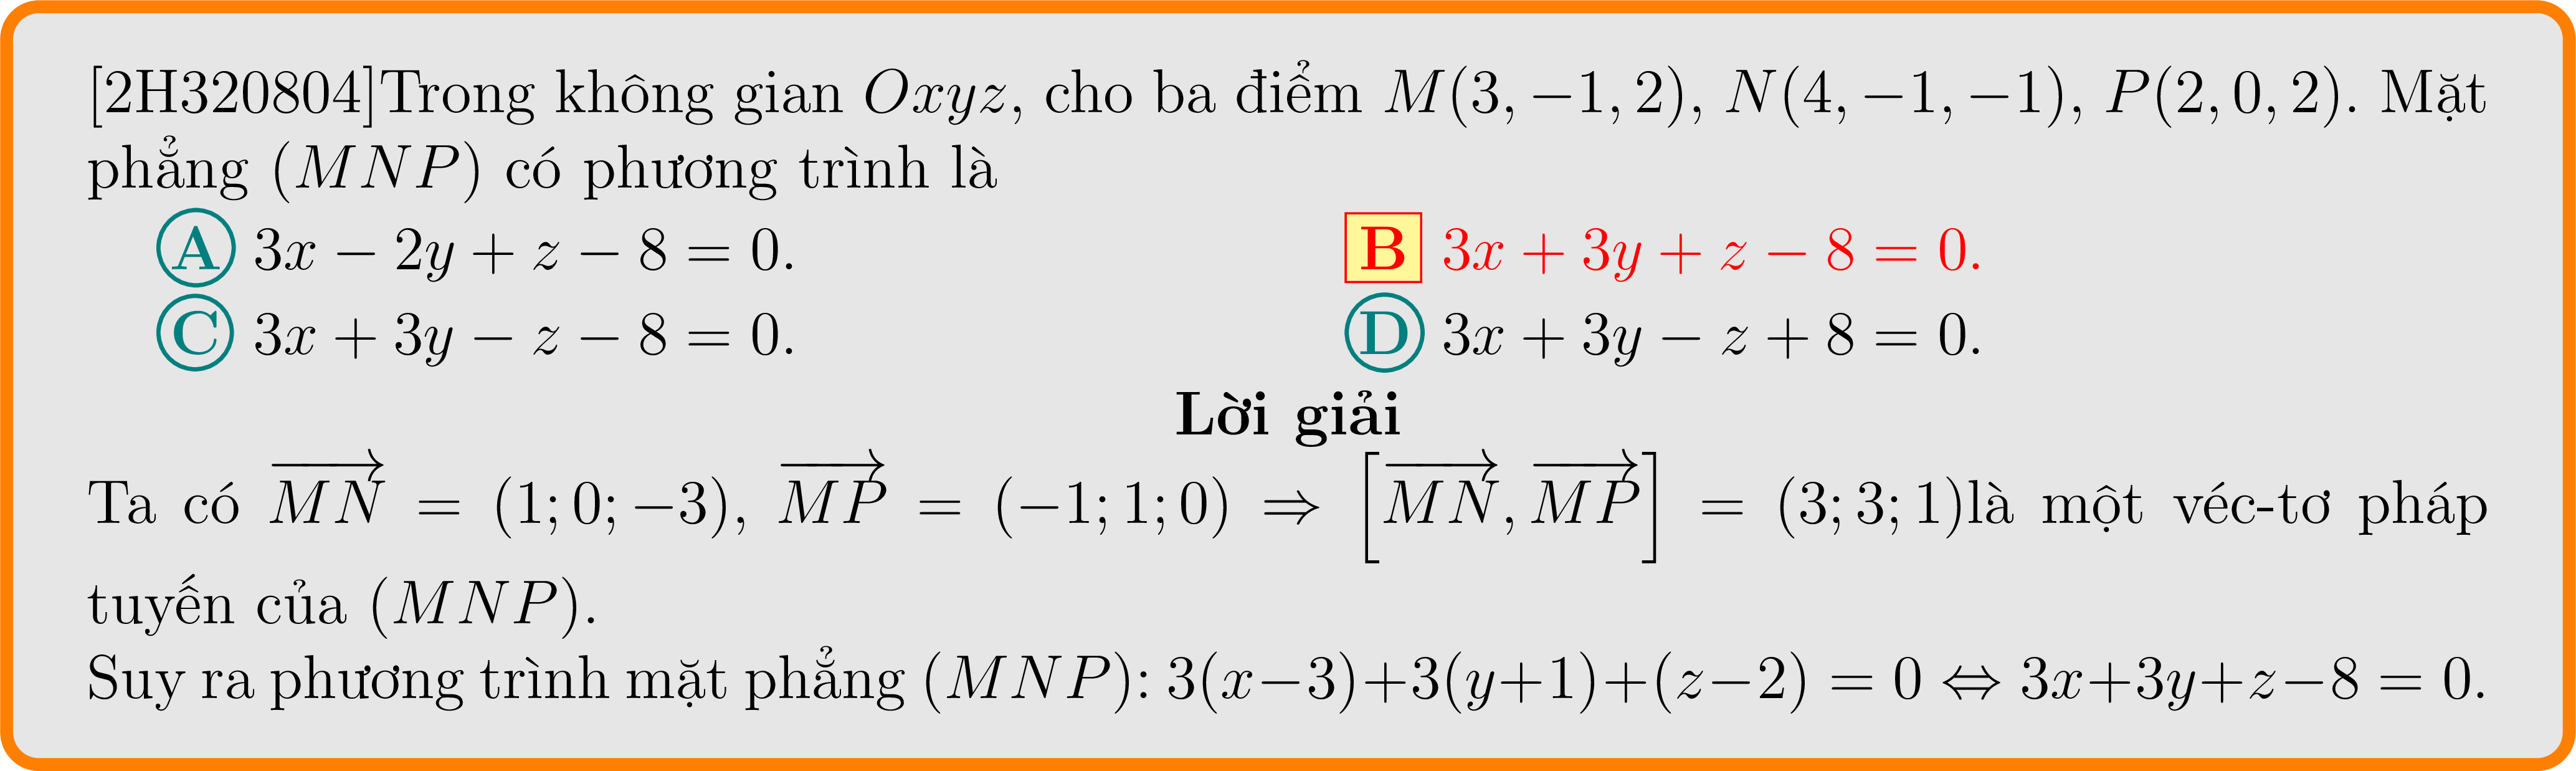 [2H320804]Trong không gian Oxyz, cho ba điểm M(3, −1, 2), N(4, −1, −1), P(2, 0, 2). Mặt
phẳng (MNP) có phương trình là
A 3x − 2y + z − 8 = 0.
B 3x + 3y + z − 8 = 0.
C 3x + 3y − z − 8 = 0.
D 3x + 3y − z + 8 = 0.
Lời giải
Ta có \overrightarrow{MN} = (1; 0; −3), \overrightarrow{MP} = (−1; 1; 0) ⇒ [\overrightarrow{MN}, \overrightarrow{MP}] = (3; 3; 1)là một véc-tơ pháp
tuyến của (MNP).
Suy ra phương trình mặt phẳng (MNP): 3(x−3)+3(y+1)+(z−2) = 0 ⇔ 3x+3y+z−8 = 0.